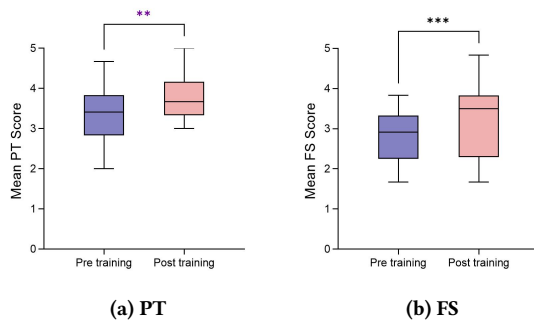 **
5
4
3
2
1
0
Mean PT Score
Pre training
Post training
(a) PT
***
5
4
3
2
1
0
Mean FS Score
Pre training
Post training
(b) FS